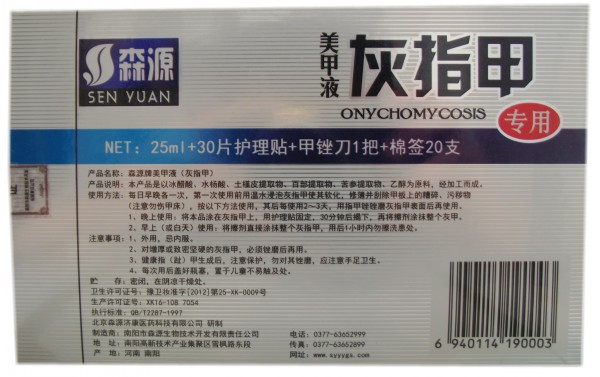 森源
SEN YUAN
美甲液
灰指甲
ONYCHOMYCOSIS
专用
NET: 25ml+30片护理贴+甲锉刀1把+棉签20支
产品名称: 森源牌美甲液（灰指甲）
产品说明: 本产品是以冰醋酸、水杨酸、土槿皮提取物、百部提取物、苦参提取物、乙醇为原料，经加工而成。
使用方法: 每日早晚各一次，第一次使用前用温水浸泡灰指甲使其软化，修薄并刮除甲板上的糟碎、污秽物
（注意勿伤甲床），按以下方法使用，其后每使用2～3天，用指甲锉锉磨灰指甲表面后再使用。
1、晚上使用：将本品涂在灰指甲上，用护理贴固定，30分钟后揭下，再将擦剂涂抹整个灰甲。
2、早上（或白天）使用：将擦剂直接涂抹整个灰指甲，用后1小时内勿擦洗患处。
注意事项: 1、外用，忌内服。
2、对增厚或致密坚硬的灰指甲，必须锉磨后再用。
3、健康指（趾）甲生成后，注意保护，勿对其锉磨，应注意手足卫生。
4、每次用后盖好瓶塞，置于儿童不易触及处。
贮 存: 密闭，在阴凉干燥处。
卫生许可证号: 豫卫妆准字[2012]第25-XK-0009号
生产许可证号: XK16-108 7054
执行标准: QB/T2287-1997
北京森源济康医药科技有限公司 研制
制造商: 南阳市森源生物技术开发有限责任公司
地址: 南阳高新技术产业集聚区雪枫路东段
产地: 河南 南阳
电话: 0377-63652999
传真: 0377-63652899
网址: www.syyygs.com
6 940114 190003